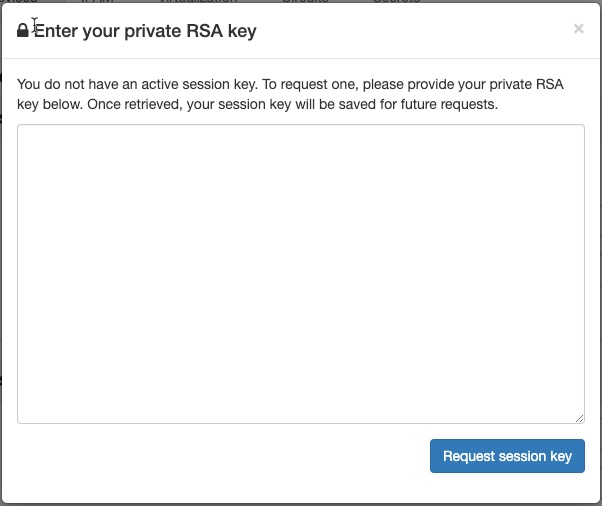 Enter your private RSA key
×
You do not have an active session key. To request one, please provide your private RSA
key below. Once retrieved, your session key will be saved for future requests.
Request session key